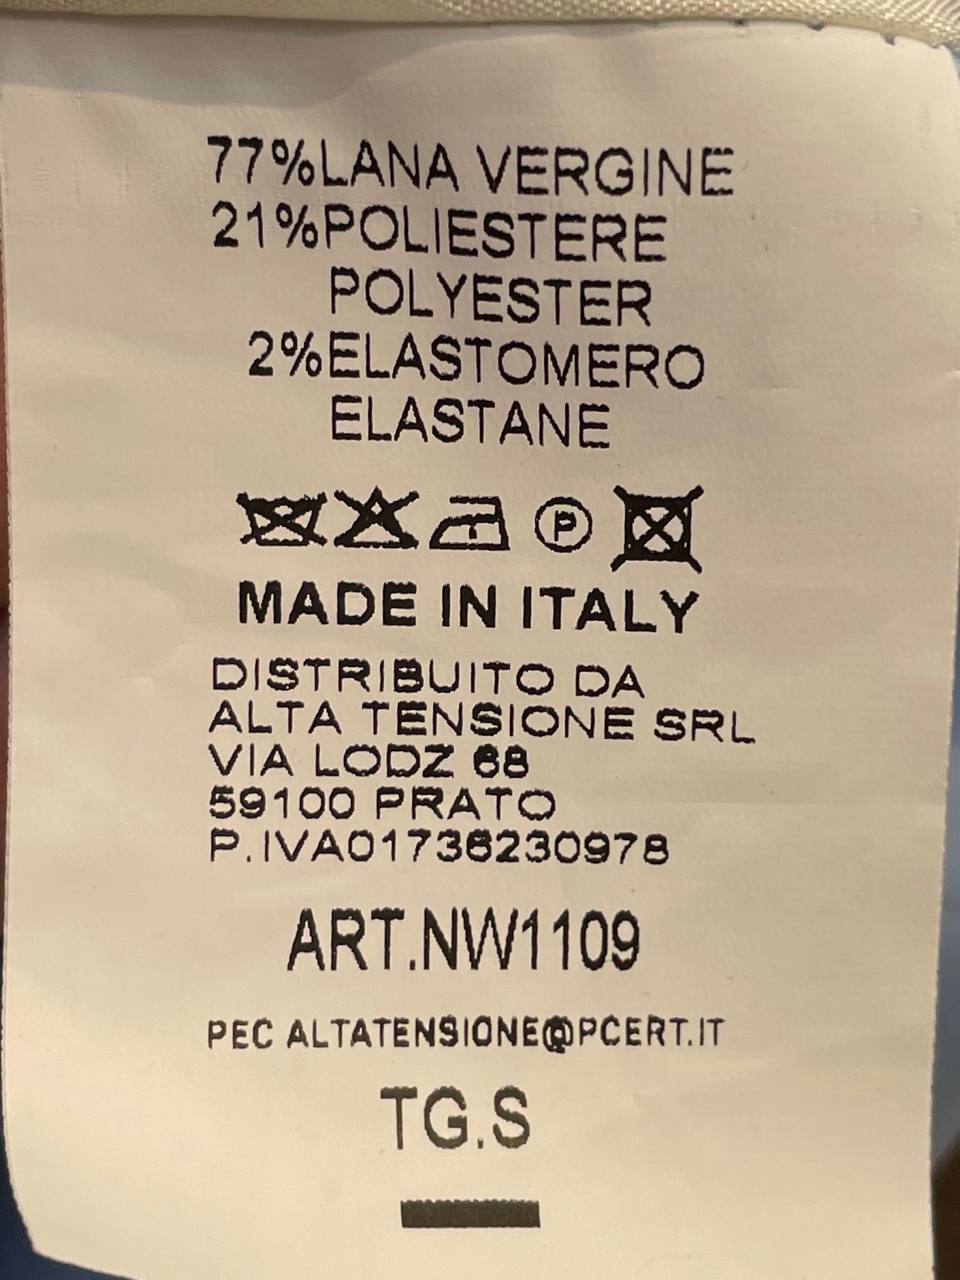 77%LANA VERGINE
21%POLIESTERE
POLYESTER
2%ELASTOMERO
ELASTANE
P
MADE IN ITALY
DISTRIBUITO DA
ALTA TENSIONE SRL
VIA LODZ 68
59100 PRATO
P.IVA01736230978
ART.NW1109
PEC ALTATENSIONE@PCERT.IT
TG.S